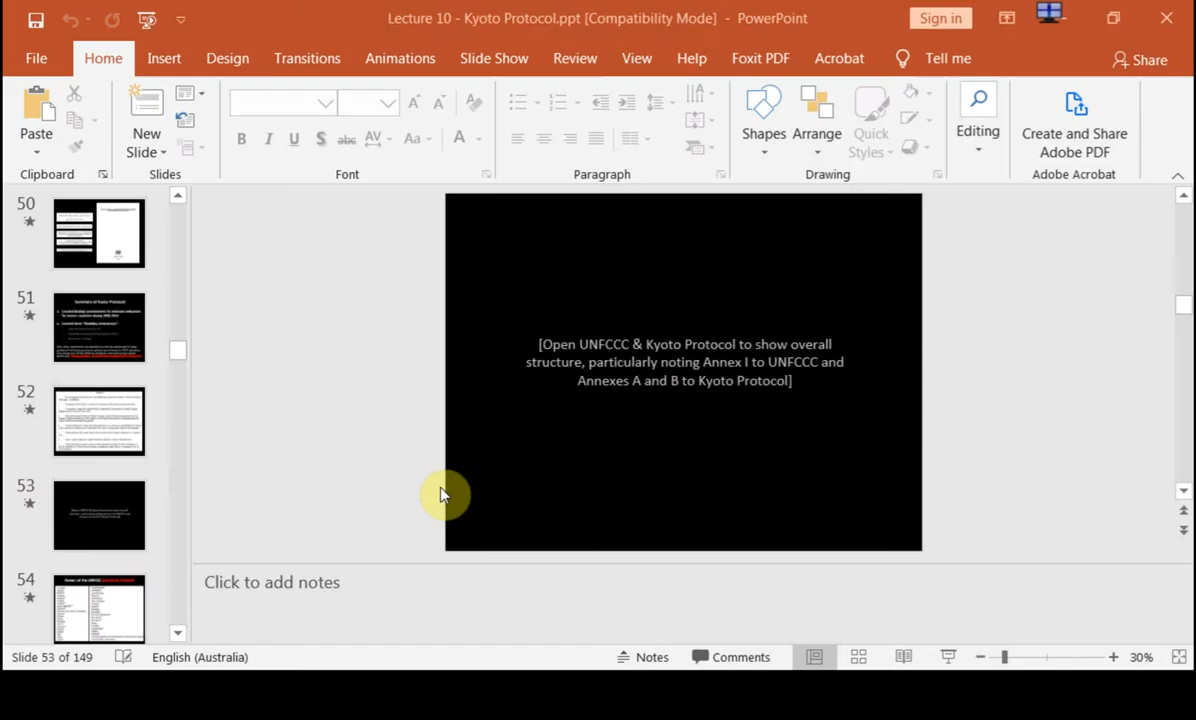 Lecture 10 - Kyoto Protocol.ppt [Compatibility Mode] - PowerPoint
Sign in
File Home Insert Design Transitions Animations Slide Show Review View Help Foxit PDF Acrobat Tell me Share
Paste
New Slide
Shapes
Arrange
Quick Styles
Editing
Create and Share Adobe PDF
Clipboard Slides Font Paragraph Drawing Adobe Acrobat
50
51
Summary of Kyoto Protocol
52
53
54
[Open UNFCCC & Kyoto Protocol to show overall
structure, particularly noting Annex I to UNFCCC and
Annexes A and B to Kyoto Protocol]
Click to add notes
Slide 53 of 149 English (Australia) Notes Comments 30%